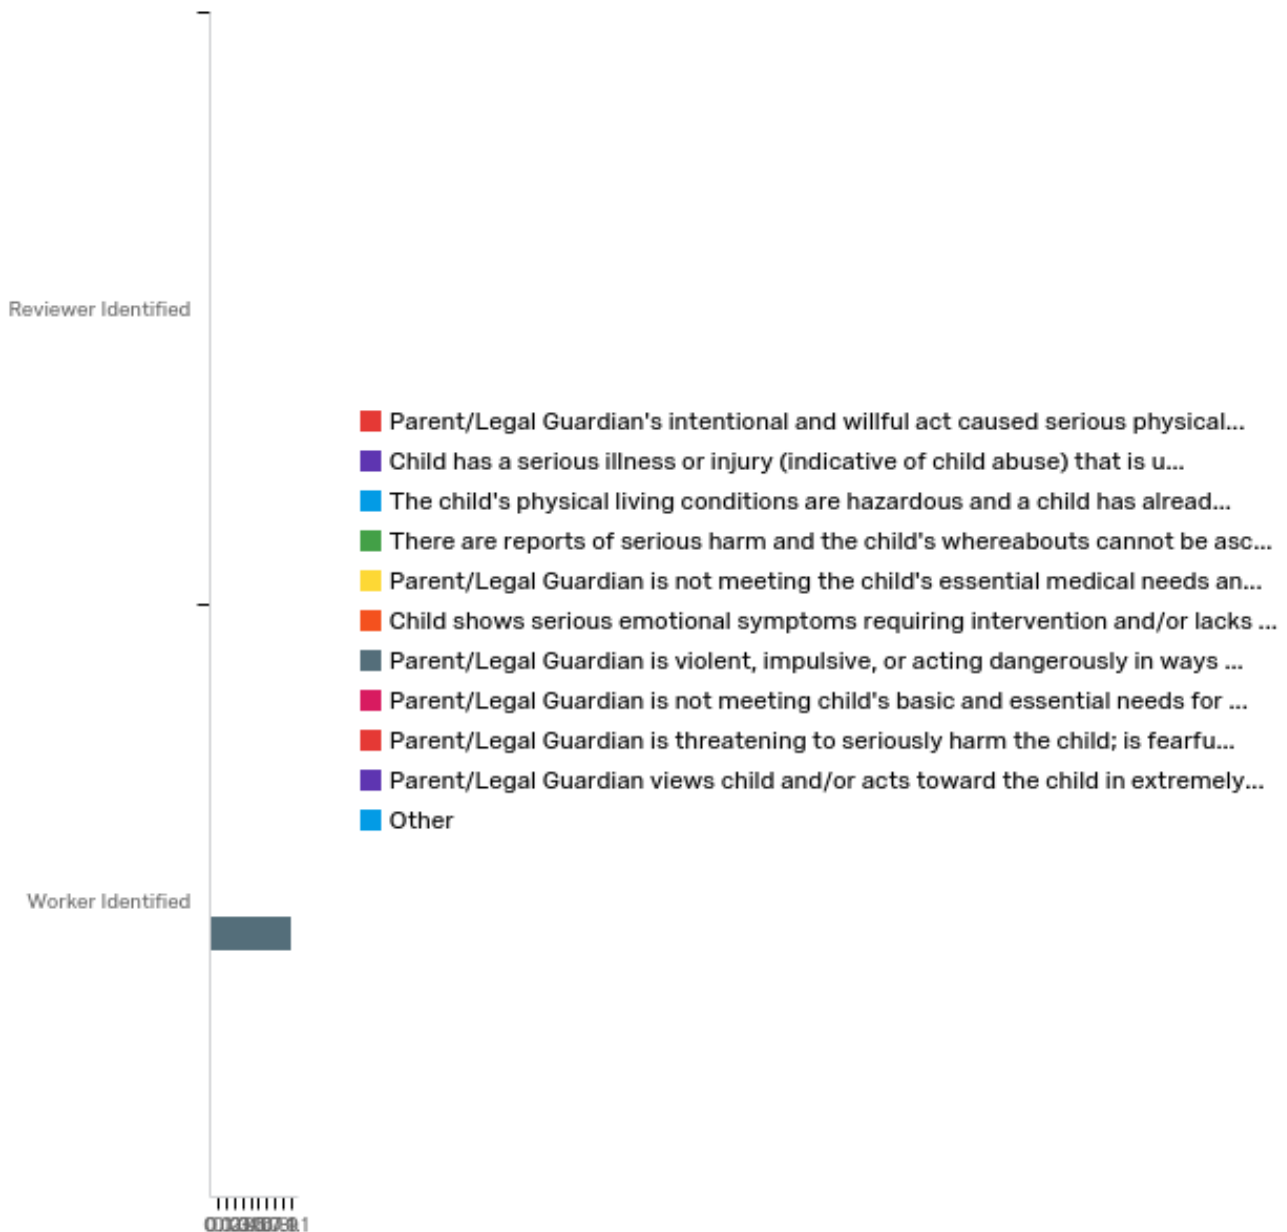 Reviewer Identified
Parent/Legal Guardian's intentional and willful act caused serious physical...
Child has a serious illness or injury (indicative of child abuse) that is u...
The child's physical living conditions are hazardous and a child has alread...
There are reports of serious harm and the child's whereabouts cannot be asc...
Parent/Legal Guardian is not meeting the child's essential medical needs an...
Child shows serious emotional symptoms requiring intervention and/or lacks ...
Parent/Legal Guardian is violent, impulsive, or acting dangerously in ways ...
Parent/Legal Guardian is not meeting child's basic and essential needs for ...
Parent/Legal Guardian is threatening to seriously harm the child; is fearfu...
Parent/Legal Guardian views child and/or acts toward the child in extremely...
Other
Worker Identified